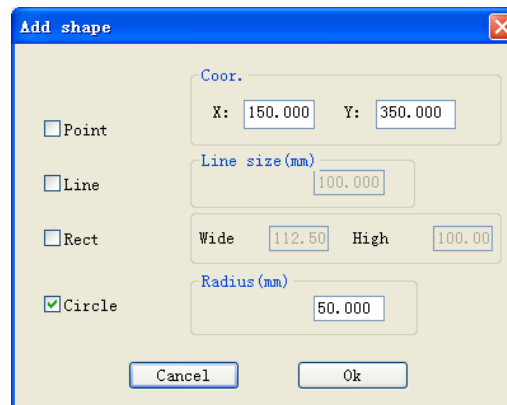 Add shape
Coor.
X: 150.000 Y: 350.000
Point
Line size(mm)
Line 100.000
Rect Wide 112.50 High 100.00
Radius(mm)
Circle 50.000
Cancel Ok